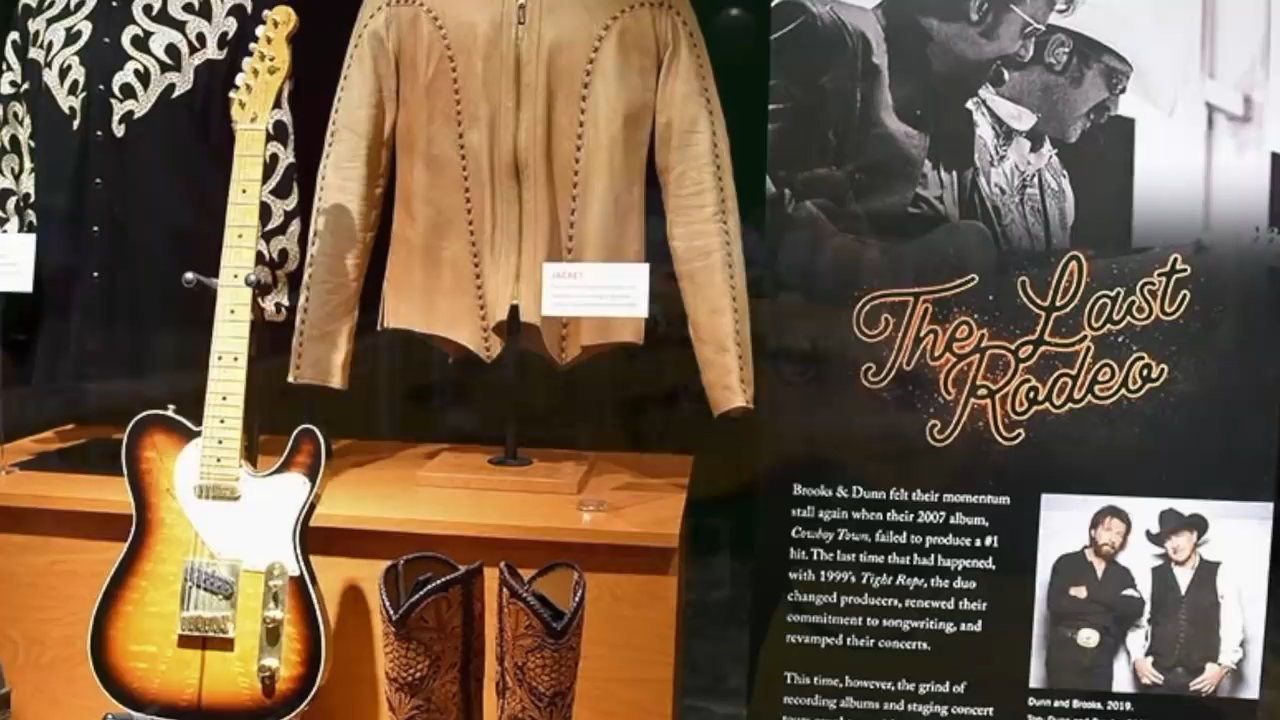 JACKET
The Last
Rodeo
Brooks & Dunn felt their momentum
stall again when their 2007 album,
Cowboy Town, failed to produce a #1
hit. The last time that had happened,
with 1999's Tight Rope, the duo
changed producers, renewed their
commitment to songwriting, and
revamped their concerts.
This time, however, the grind of
recording albums and staging concert
Dunn and Brooks, 2019.